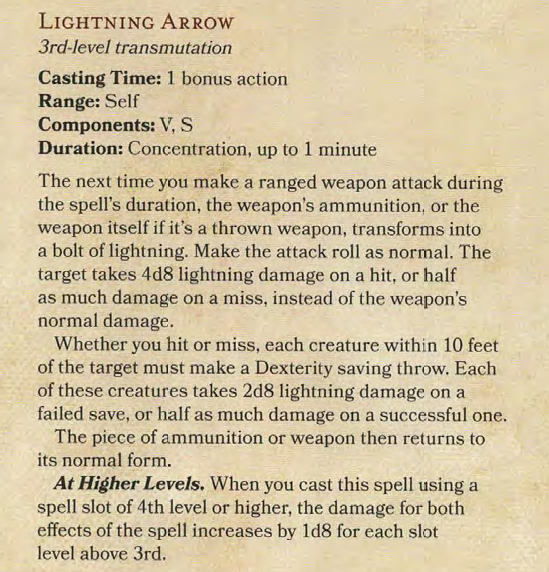 Lightning Arrow
3rd-level transmutation
Casting Time: 1 bonus action
Range: Self
Components: V, S
Duration: Concentration, up to 1 minute
The next time you make a ranged weapon attack during
the spell's duration, the weapon's ammunition, or the
weapon itself if it's a thrown weapon, transforms into
a bolt of lightning. Make the attack roll as normal. The
target takes 4d8 lightning damage on a hit, or half
as much damage on a miss, instead of the weapon's
normal damage.
Whether you hit or miss, each creature within 10 feet
of the target must make a Dexterity saving throw. Each
of these creatures takes 2d8 lightning damage on a
failed save, or half as much damage on a successful one.
The piece of ammunition or weapon then returns to
its normal form.
At Higher Levels. When you cast this spell using a
spell slot of 4th level or higher, the damage for both
effects of the spell increases by 1d8 for each slot
level above 3rd.